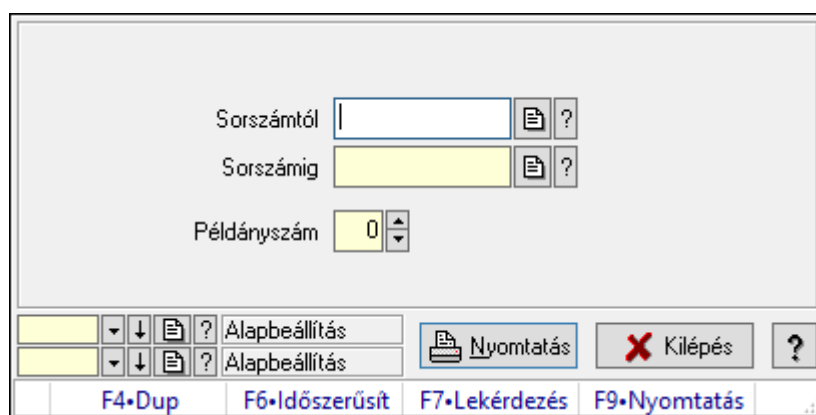 Sorszámtól ?
Sorszámig ?
Példányszám 0
? Alapbeállítás
? Alapbeállítás
Nyomtatás Kilépés ?
F4•Dup F6•Időszerűsít F7•Lekérdezés F9•Nyomtatás